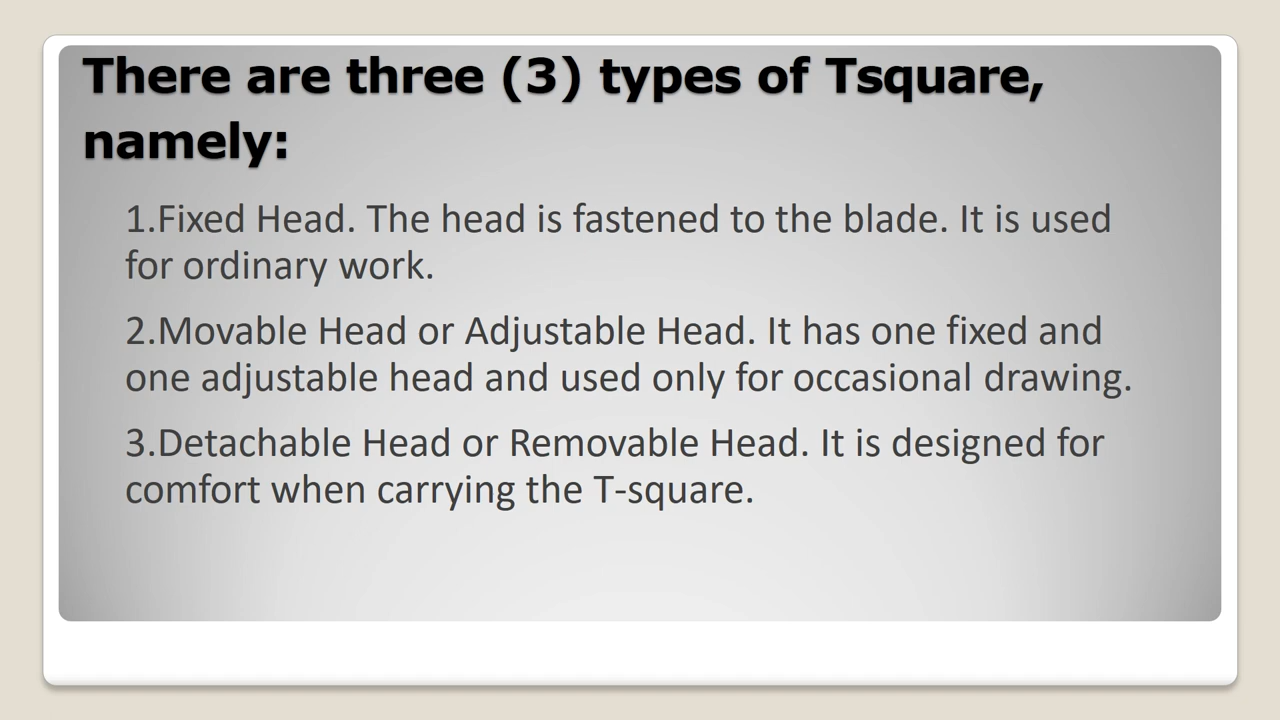 There are three (3) types of Tsquare,
namely:
1.Fixed Head. The head is fastened to the blade. It is used
for ordinary work.
2.Movable Head or Adjustable Head. It has one fixed and
one adjustable head and used only for occasional drawing.
3.Detachable Head or Removable Head. It is designed for
comfort when carrying the T-square.